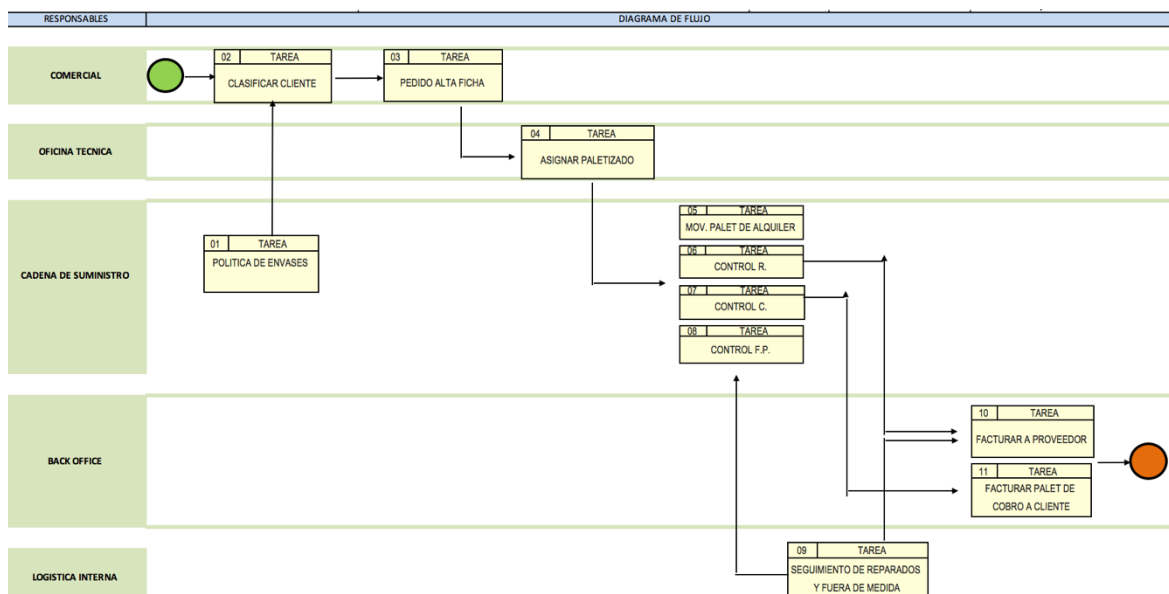 RESPONSABLES
DIAGRAMA DE FLUJO
COMERCIAL
02 TAREA
CLASIFICAR CLIENTE
03 TAREA
PEDIDO ALTA FICHA
OFICINA TECNICA
04 TAREA
ASIGNAR PALETIZADO
CADENA DE SUMINISTRO
01 TAREA
POLITICA DE ENVASES
05 TAREA
MOV. PALET DE ALQUILER
06 TAREA
CONTROL R.
07 TAREA
CONTROL C.
08 TAREA
CONTROL F.P.
BACK OFFICE
10 TAREA
FACTURAR A PROVEEDOR
11 TAREA
FACTURAR PALET DE
COBRO A CLIENTE
LOGISTICA INTERNA
09 TAREA
SEGUIMIENTO DE REPARADOS
Y FUERA DE MEDIDA